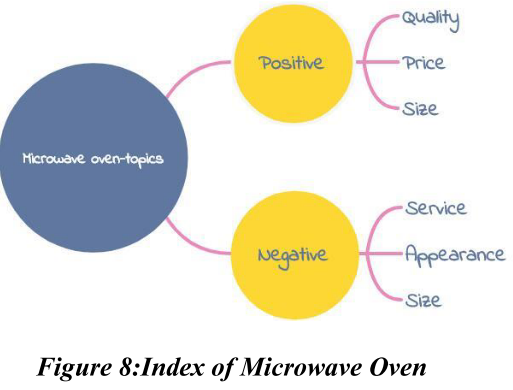 Microwave oven-topics
Positive
Quality
Price
Size
Negative
Service
Appearance
Size
Figure 8:Index of Microwave Oven